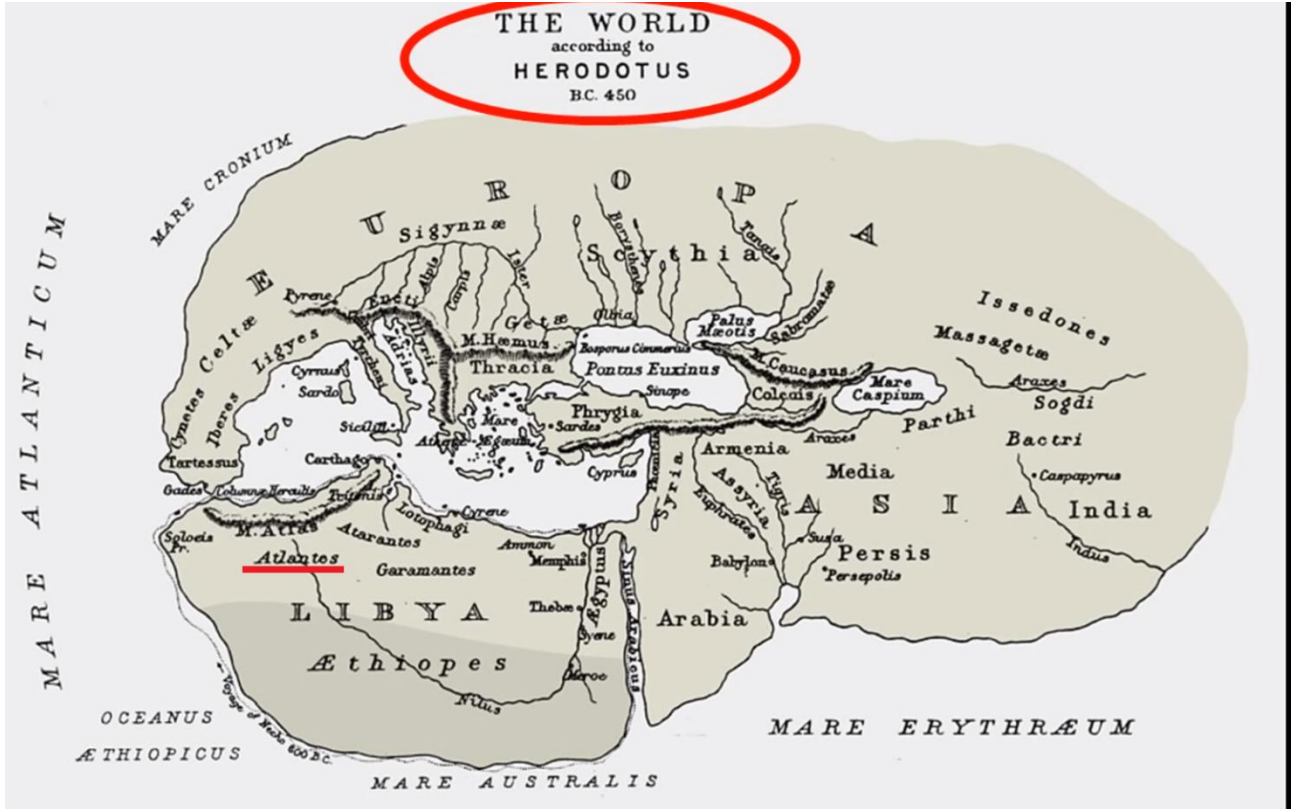 THE WORLD
according to
HERODOTUS
B.C. 450
MARE CRONIUM
MARE ATLANTICUM
EUROPA
Sigynnæ
Scythia
Borysthenes
Tanais
Alpis
Carpis
Ister
Pyrene
Eneti
Illyrii
Adrias
Tyrrheni
Celtæ
Ligyes
Cynetes
Iberes
Tartessus
Gades
Columnæ Herculis
Cyrnus
Sardo
Carthago
Tritonis
M. Hæmus
Getæ
Thracia
Olbia
Bosporus Cimmerius
Pontus Euxinus
Sinope
Palus
Mæotis
Sabromatæ
M. Caucasus
Colchis
Mare
Caspium
Issedones
Massagetæ
Araxes
Sogdi
Parthi
Bactri
Caspapyrus
India
Indus
Phrygia
Sardes
Mare
Ægæum
Cyprus
Phœnicia
Syria
Armenia
Araxes
Media
Assyria
Tigris
Euphrates
ASIA
Susa
Persis
Persepolis
Babylon
Arabia
Sinus Arabicus
Soloeis
Pr.
M. Atlas
Atlantes
Atarantes
Lotophagi
Cyrene
Garamantes
Ammon
Memphis
Ægyptus
Thebæ
Syene
Meroe
LIBYA
Æthiopes
Nilus
Voyage of Necho 600 B.C.
OCEANUS
ÆTHIOPICUS
MARE AUSTRALIS
MARE ERYTHRÆUM